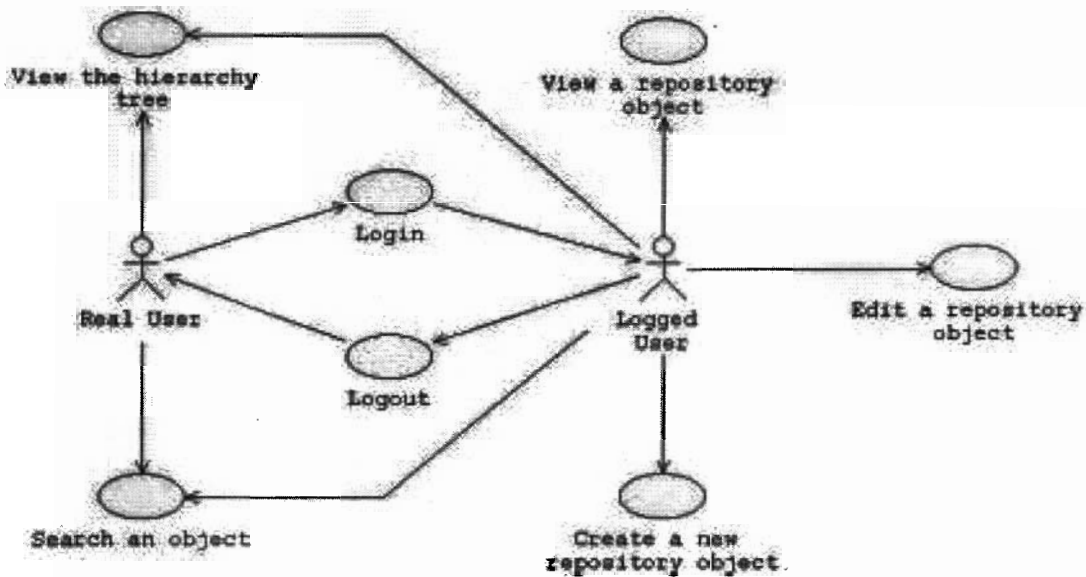 View the hierarchy
tree
View a repository
object
Login
Real User
Logged
User
Edit a repository
object
Logout
Search an object
Create a new
repository object